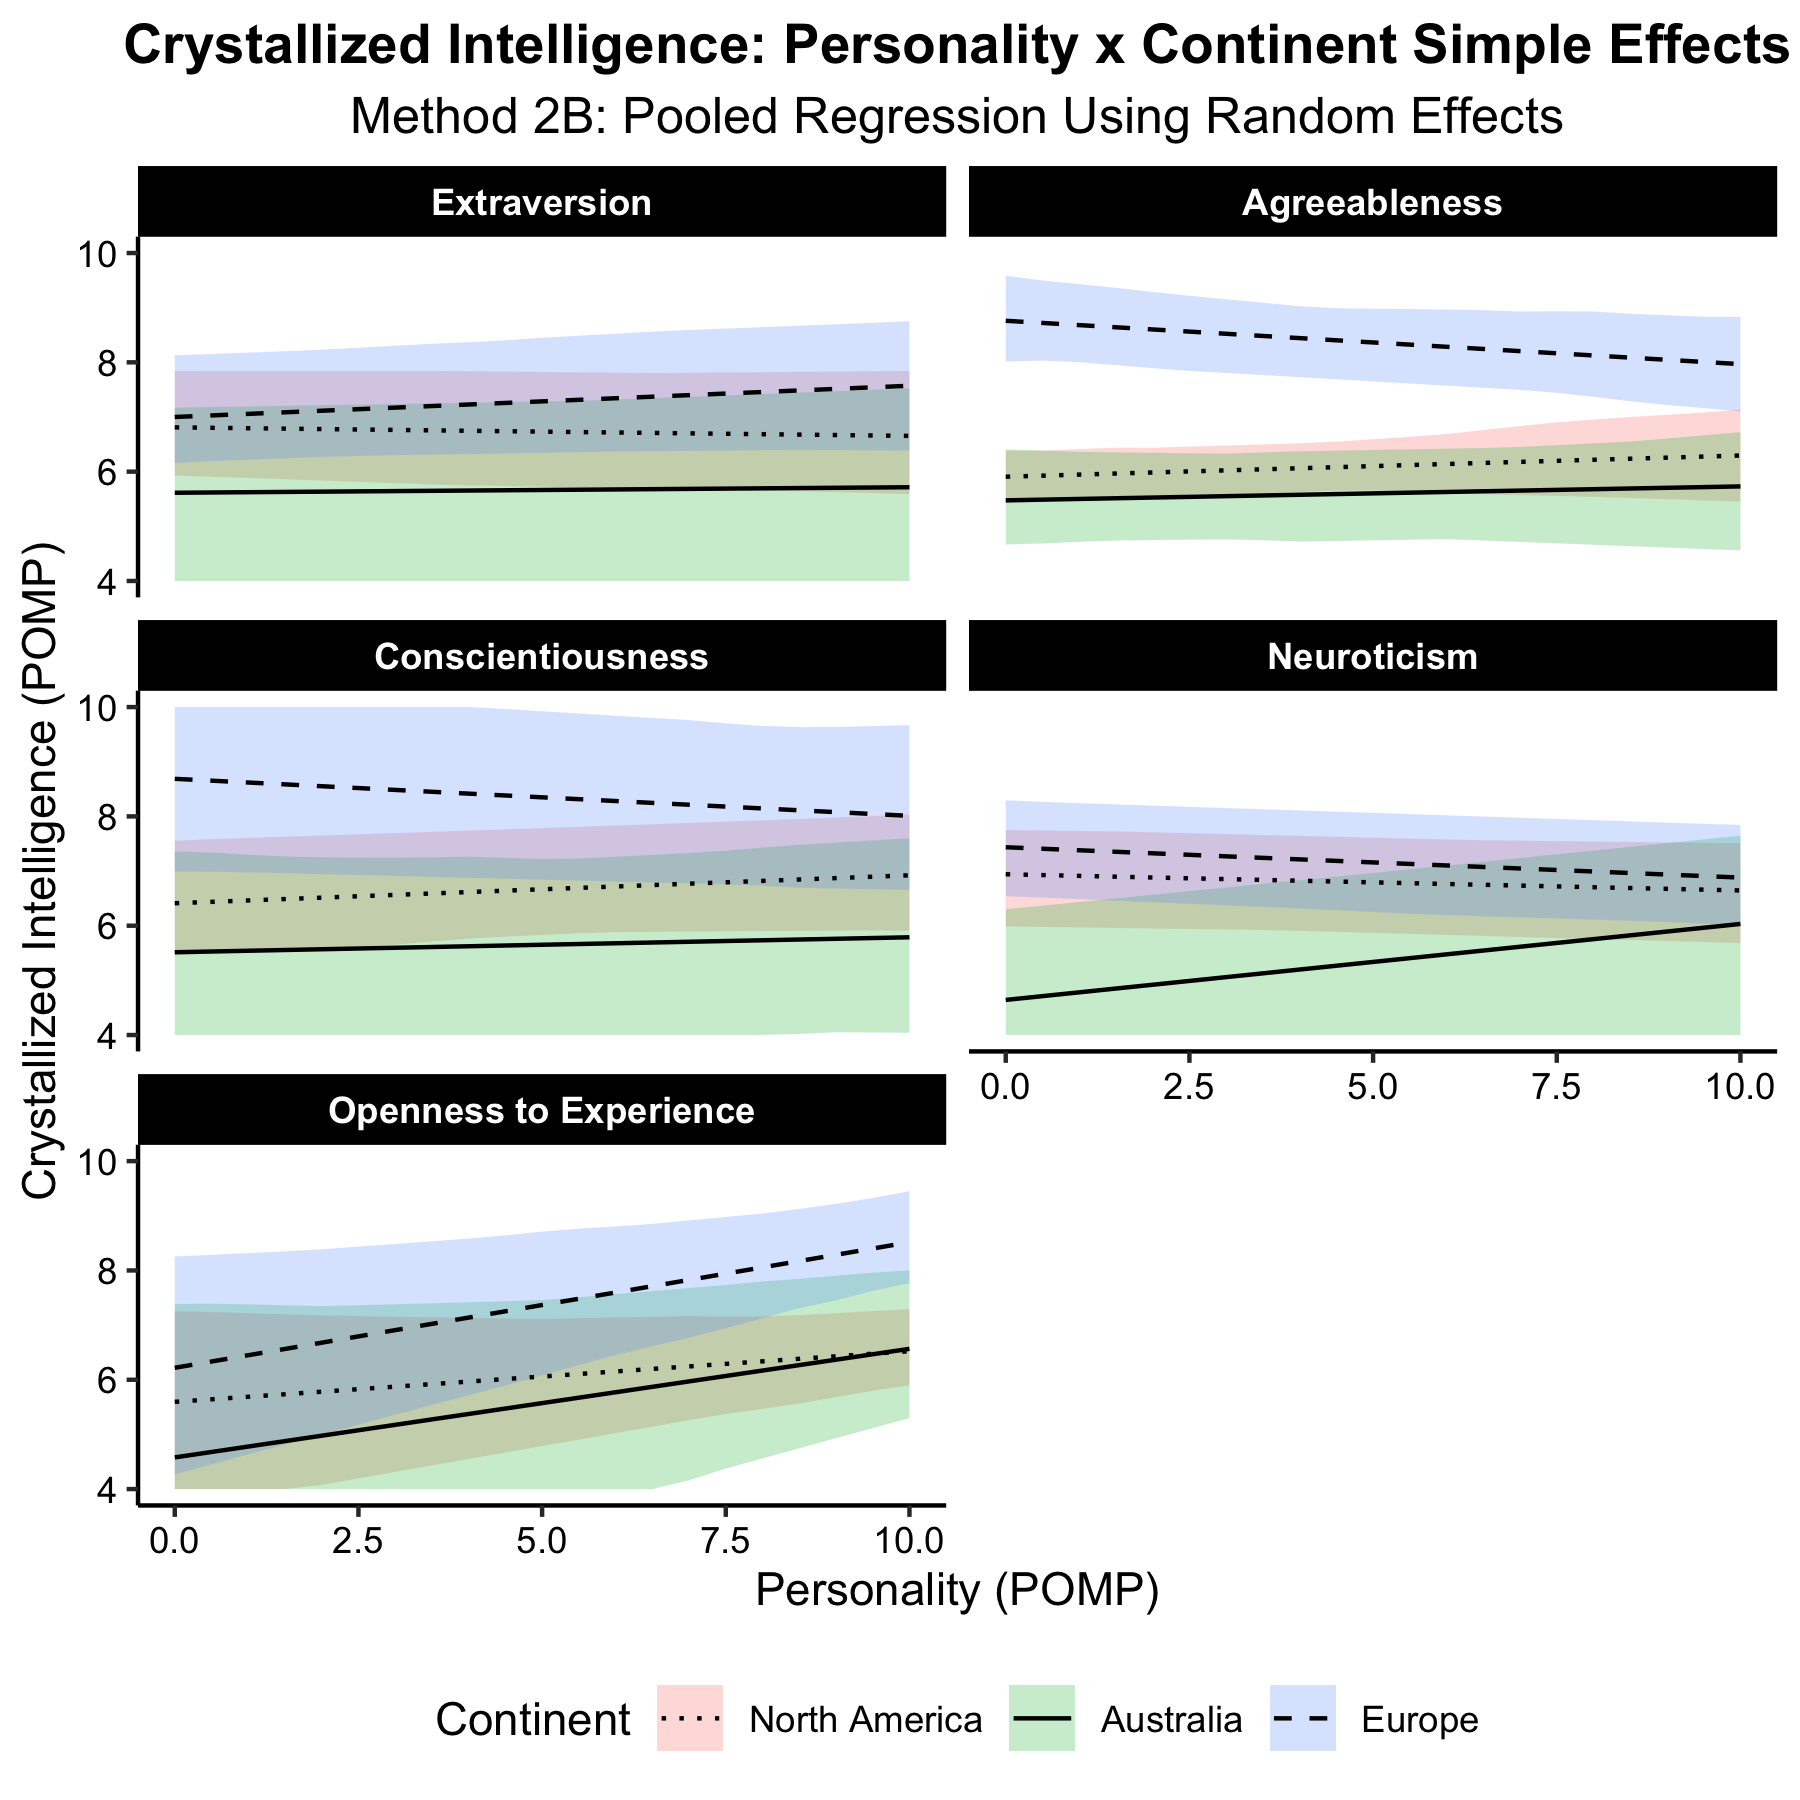 Crystallized Intelligence: Personality x Continent Simple Effects
Method 2B: Pooled Regression Using Random Effects
Extraversion
Agreeableness
10
8
6
4
Conscientiousness
Neuroticism
10
8
6
4
0.0 2.5 5.0 7.5 10.0
Openness to Experience
10
8
6
4
0.0 2.5 5.0 7.5 10.0
Crystallized Intelligence (POMP)
Personality (POMP)
Continent North America Australia Europe